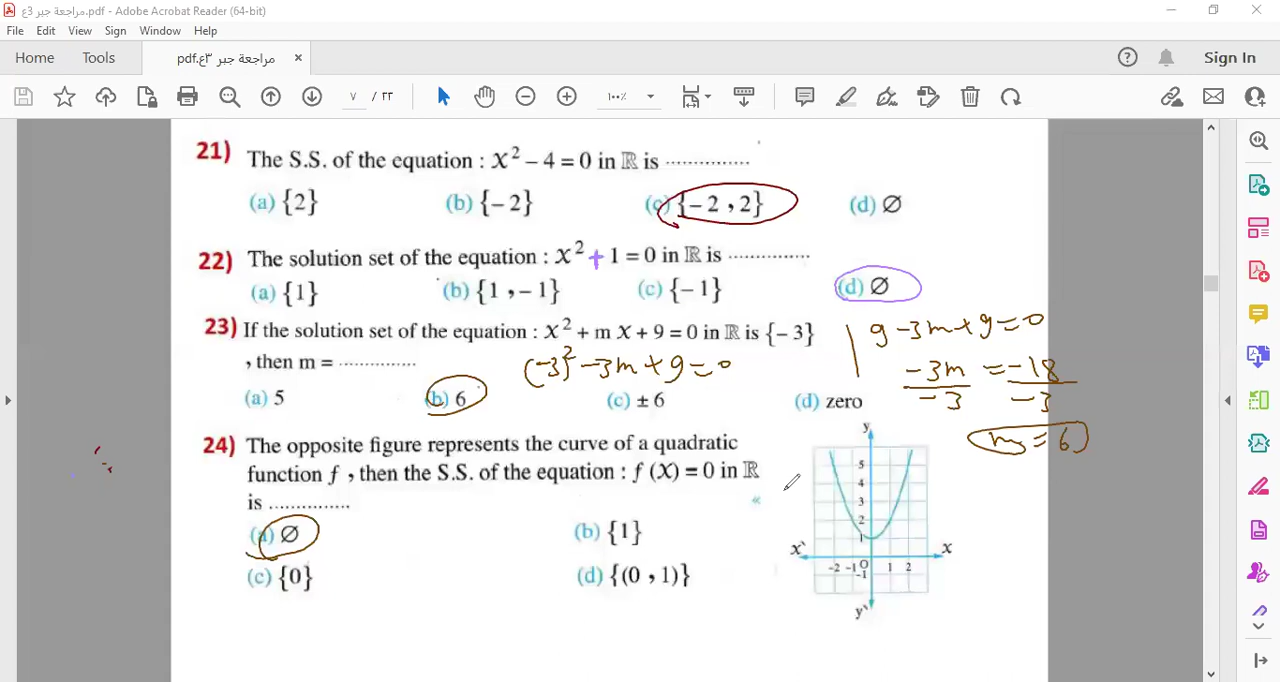 مراجعة جبر ٣ع.pdf - Adobe Acrobat Reader (64-bit)
File Edit View Sign Window Help
Home Tools مراجعة جبر ٣ع.pdf × Sign In
٧ / ٢٣ ١٠٠٪
21) The S.S. of the equation : x² − 4 = 0 in ℝ is ...............
(a) {2} (b) {− 2} (c) {− 2 , 2} (d) ∅
22) The solution set of the equation : x² + 1 = 0 in ℝ is ...............
(a) {1} (b) {1 , − 1} (c) {− 1} (d) ∅
23) If the solution set of the equation : x² + m x + 9 = 0 in ℝ is {− 3}
, then m = ...............
(-3)² -3m + 9 = 0
9 -3m + 9 = 0
-3m = -18
-3 -3
m = 6
(a) 5 (b) 6 (c) ± 6 (d) zero
24) The opposite figure represents the curve of a quadratic
function f , then the S.S. of the equation : f (x) = 0 in ℝ
is ...............
(a) ∅ (b) {1}
(c) {0} (d) {(0 , 1)}
y
5
4
3
2
1
x` x
-2 -1 O 1 2
-1
y`